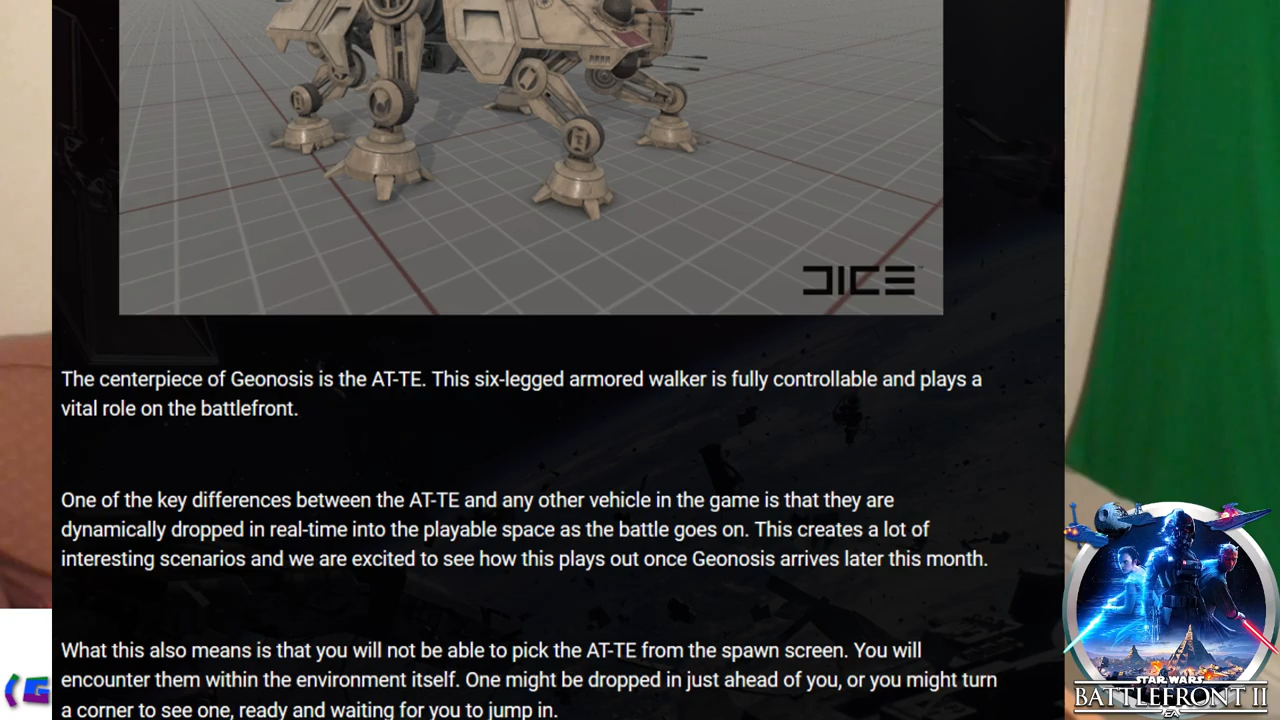 DICE
The centerpiece of Geonosis is the AT-TE. This six-legged armored walker is fully controllable and plays a
vital role on the battlefront.
One of the key differences between the AT-TE and any other vehicle in the game is that they are
dynamically dropped in real-time into the playable space as the battle goes on. This creates a lot of
interesting scenarios and we are excited to see how this plays out once Geonosis arrives later this month.
What this also means is that you will not be able to pick the AT-TE from the spawn screen. You will
encounter them within the environment itself. One might be dropped in just ahead of you, or you might turn
a corner to see one, ready and waiting for you to jump in.
STAR WARS
BATTLEFRONT II
EA